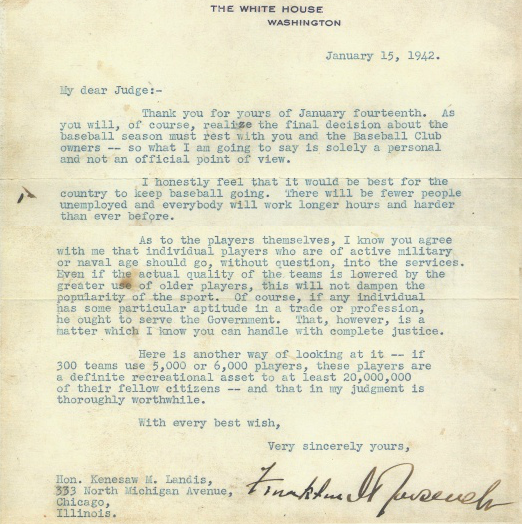 THE WHITE HOUSE
WASHINGTON
January 15, 1942.
My dear Judge:-
Thank you for yours of January fourteenth. As
you will, of course, realize the final decision about the
baseball season must rest with you and the Baseball Club
owners -- so what I am going to say is solely a personal
and not an official point of view.
I honestly feel that it would be best for the
country to keep baseball going. There will be fewer people
unemployed and everybody will work longer hours and harder
than ever before.
As to the players themselves, I know you agree
with me that individual players who are of active military
or naval age should go, without question, into the services.
Even if the actual quality of the teams is lowered by the
greater use of older players, this will not dampen the
popularity of the sport. Of course, if any individual
has some particular aptitude in a trade or profession,
he ought to serve the Government. That, however, is a
matter which I know you can handle with complete justice.
Here is another way of looking at it -- if
300 teams use 5,000 or 6,000 players, these players are
a definite recreational asset to at least 20,000,000
of their fellow citizens -- and that in my judgment is
thoroughly worthwhile.
With every best wish,
Very sincerely yours,
Franklin D Roosevelt
Hon. Kenesaw M. Landis,
333 North Michigan Avenue,
Chicago,
Illinois.